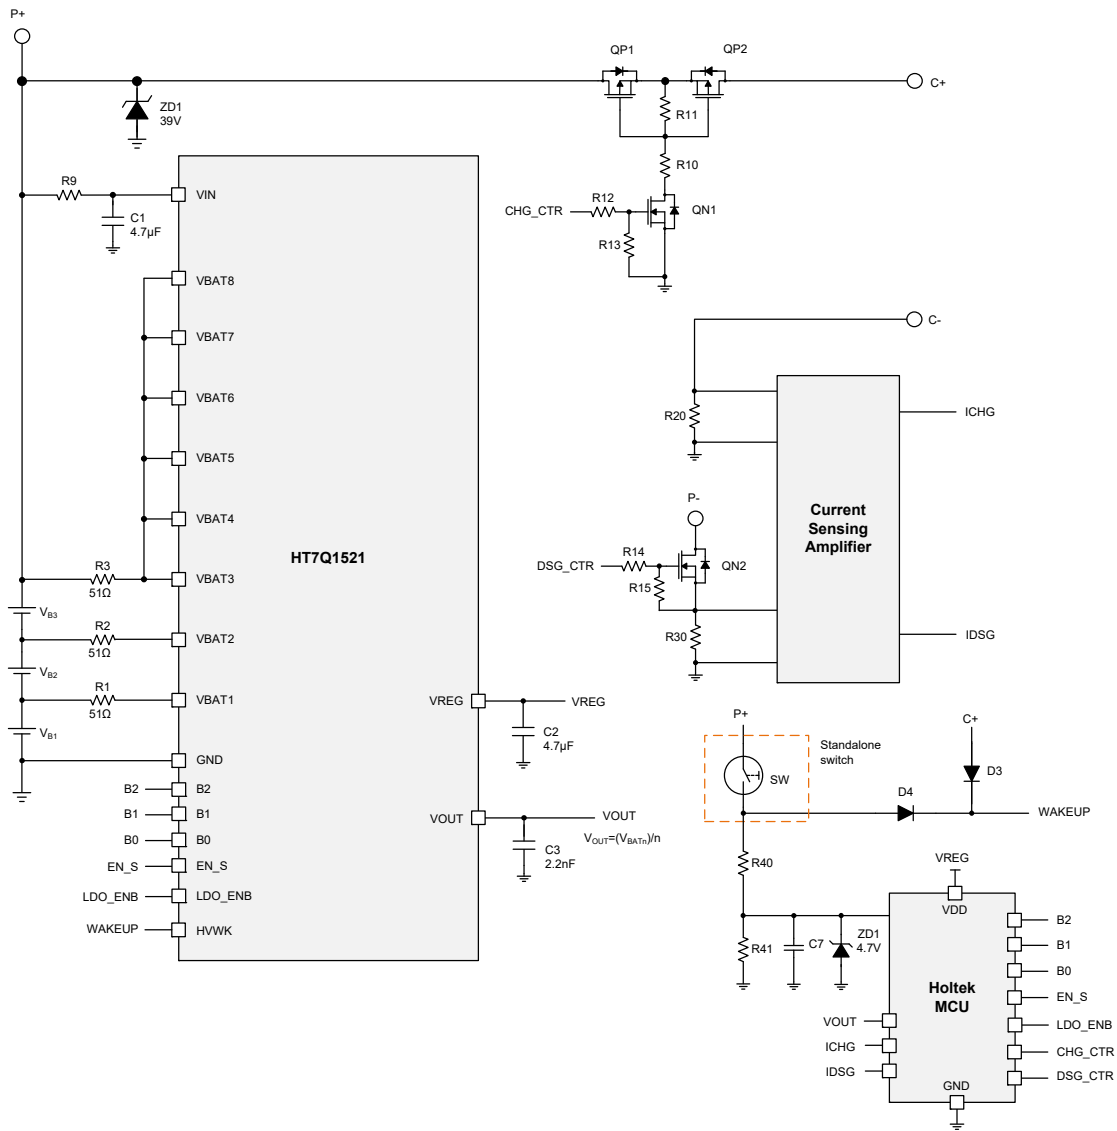 P+
QP1
QP2
C+
ZD1
39V
R11
R9
VIN
R10
C1
4.7µF
R12
CHG_CTR
QN1
R13
VBAT8
C-
VBAT7
VBAT6
R20
ICHG
VBAT5
P-
VBAT4
Current
Sensing
Amplifier
HT7Q1521
R14
DSG_CTR
QN2
R3
51Ω
VBAT3
R15
VB3
R2
51Ω
VBAT2
R30
IDSG
VB2
R1
51Ω
VBAT1
VREG
VREG
VB1
C2
4.7µF
P+
C+
Standalone
switch
GND
SW
D3
B2
B2
D4
B1
B1
VOUT
VOUT
WAKEUP
B0
B0
VOUT=(VBATn)/n
EN_S
EN_S
C3
2.2nF
R40
VREG
LDO_ENB
LDO_ENB
VDD
WAKEUP
HVWK
B2
R41
C7
ZD1
4.7V
B1
B0
Holtek
MCU
EN_S
VOUT
LDO_ENB
ICHG
CHG_CTR
IDSG
DSG_CTR
GND